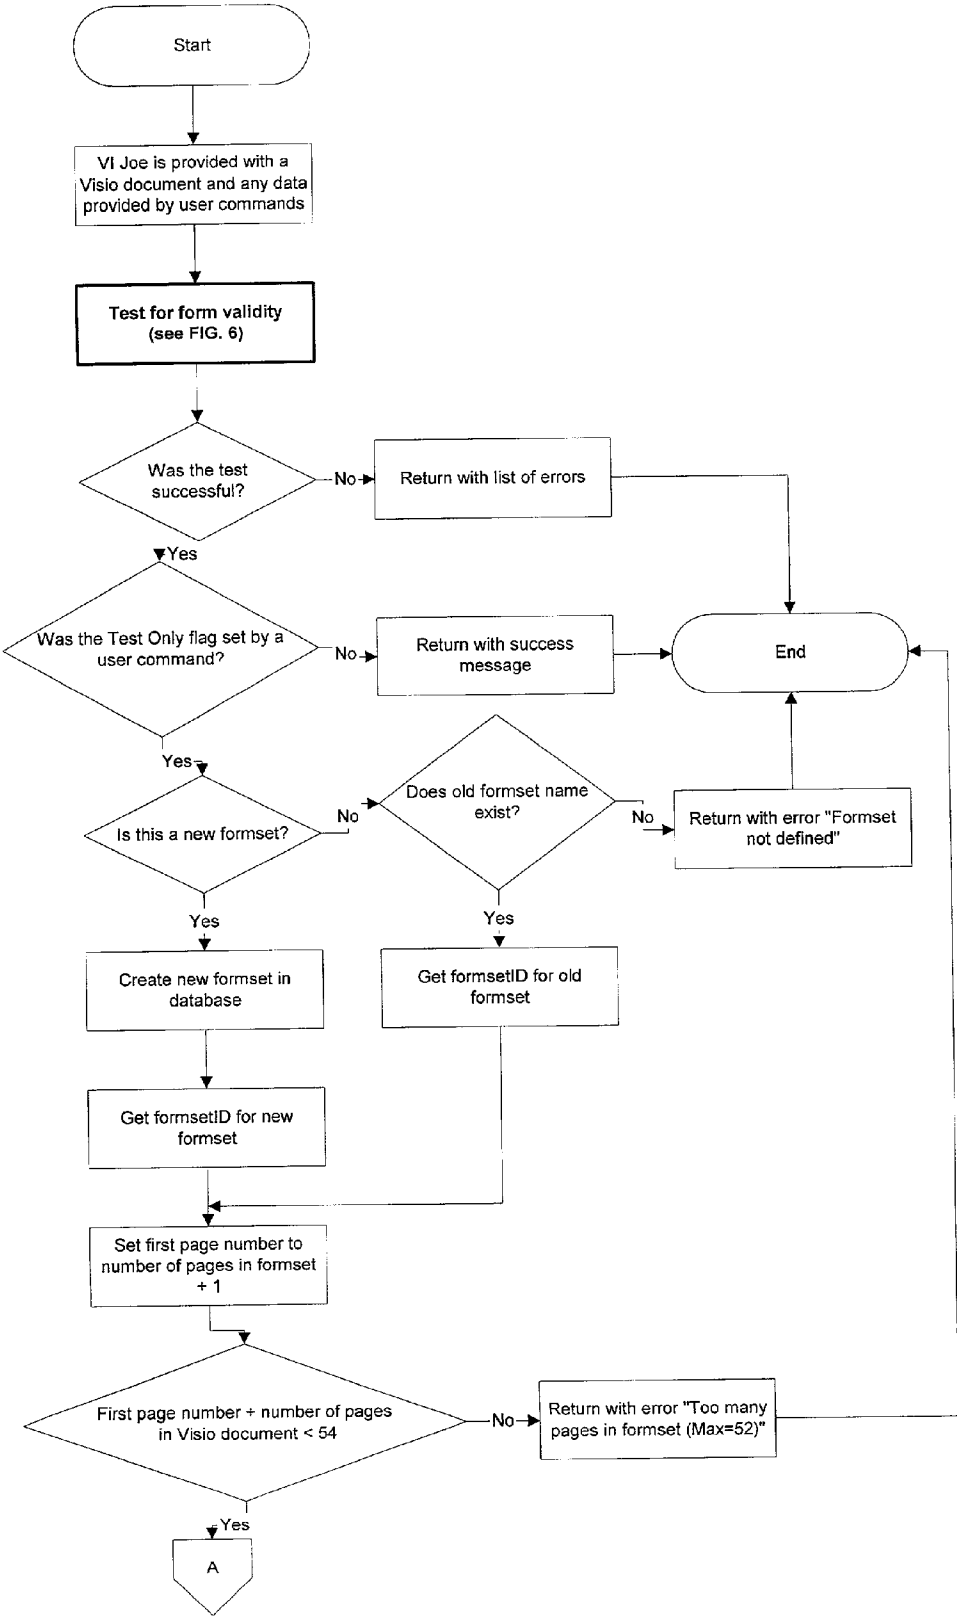 Start
VI Joe is provided with a
Visio document and any data
provided by user commands
Test for form validity
(see FIG. 6)
Was the test
successful?
No
Return with list of errors
Yes
Was the Test Only flag set by a
user command?
No
Return with success
message
End
Yes
Is this a new formset?
No
Does old formset name
exist?
No
Return with error "Formset
not defined"
Yes
Yes
Create new formset in
database
Get formsetID for old
formset
Get formsetID for new
formset
Set first page number to
number of pages in formset
+ 1
First page number + number of pages
in Visio document < 54
No
Return with error "Too many
pages in formset (Max=52)"
Yes
A